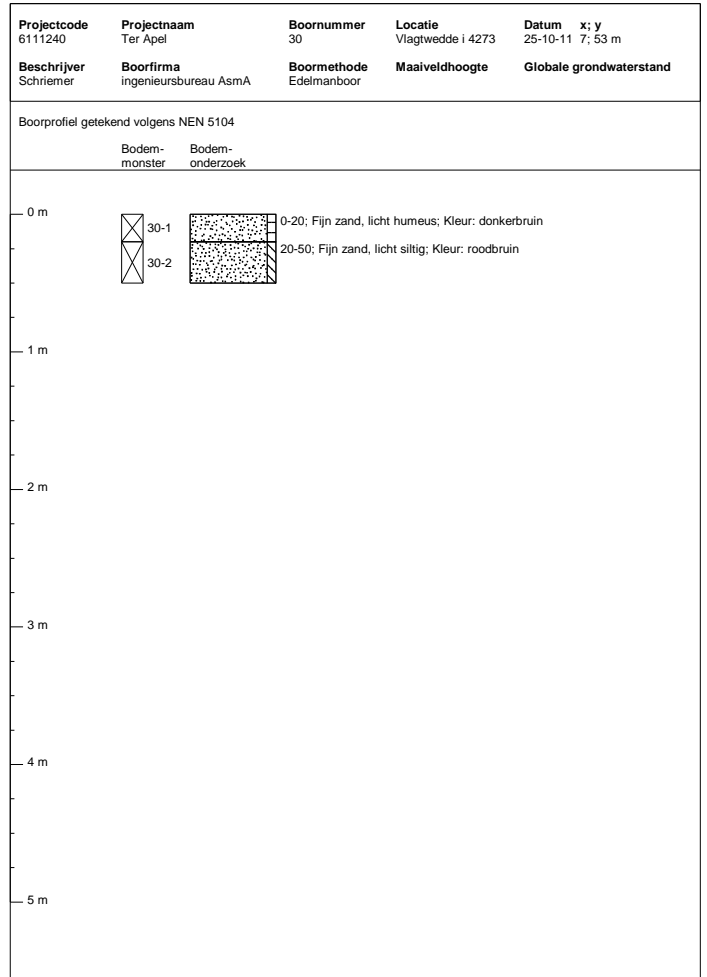 Projectcode Projectnaam Boornummer Locatie Datum x; y
6111240 Ter Apel 30 Vlagtwedde i 4273 25-10-11 7; 53 m
Beschrijver Boorfirma Boormethode Maaiveldhoogte Globale grondwaterstand
Schriemer ingenieursbureau AsmA Edelmanboor
Boorprofiel getekend volgens NEN 5104
Bodem- Bodem-
monster onderzoek
0 m
30-1 0-20; Fijn zand, licht humeus; Kleur: donkerbruin
30-2 20-50; Fijn zand, licht siltig; Kleur: roodbruin
1 m
2 m
3 m
4 m
5 m